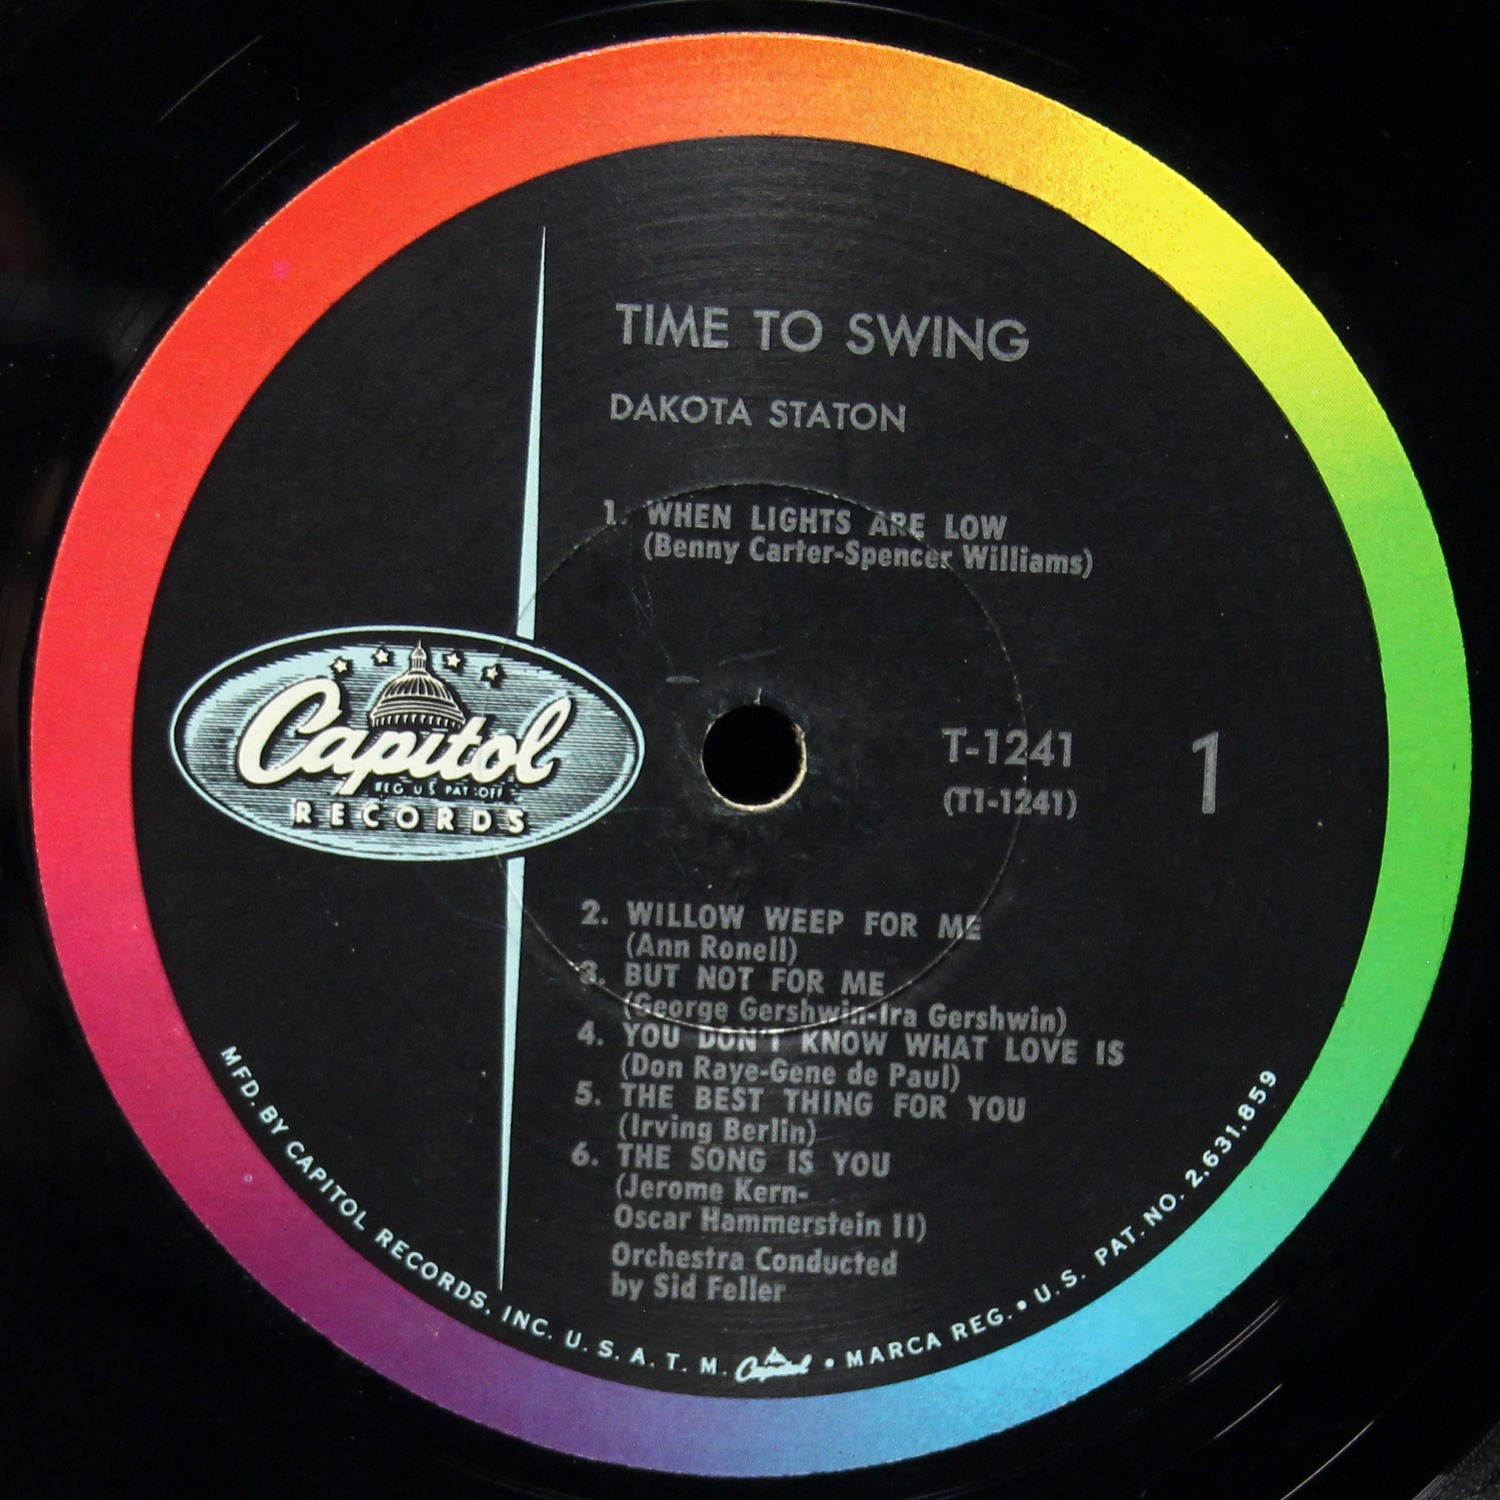 TIME TO SWING
DAKOTA STATON
1. WHEN LIGHTS ARE LOW
(Benny Carter-Spencer Williams)
Capitol
REG. U.S. PAT. OFF.
RECORDS
T-1241
(T1-1241)
1
2. WILLOW WEEP FOR ME
(Ann Ronell)
3. BUT NOT FOR ME
(George Gershwin-Ira Gershwin)
4. YOU DON'T KNOW WHAT LOVE IS
(Don Raye-Gene de Paul)
5. THE BEST THING FOR YOU
(Irving Berlin)
6. THE SONG IS YOU
(Jerome Kern-
Oscar Hammerstein II)
Orchestra Conducted
by Sid Feller
MFD. BY CAPITOL RECORDS, INC. U.S.A. T.M. Capitol • MARCA REG. • U.S. PAT. NO. 2,631,859